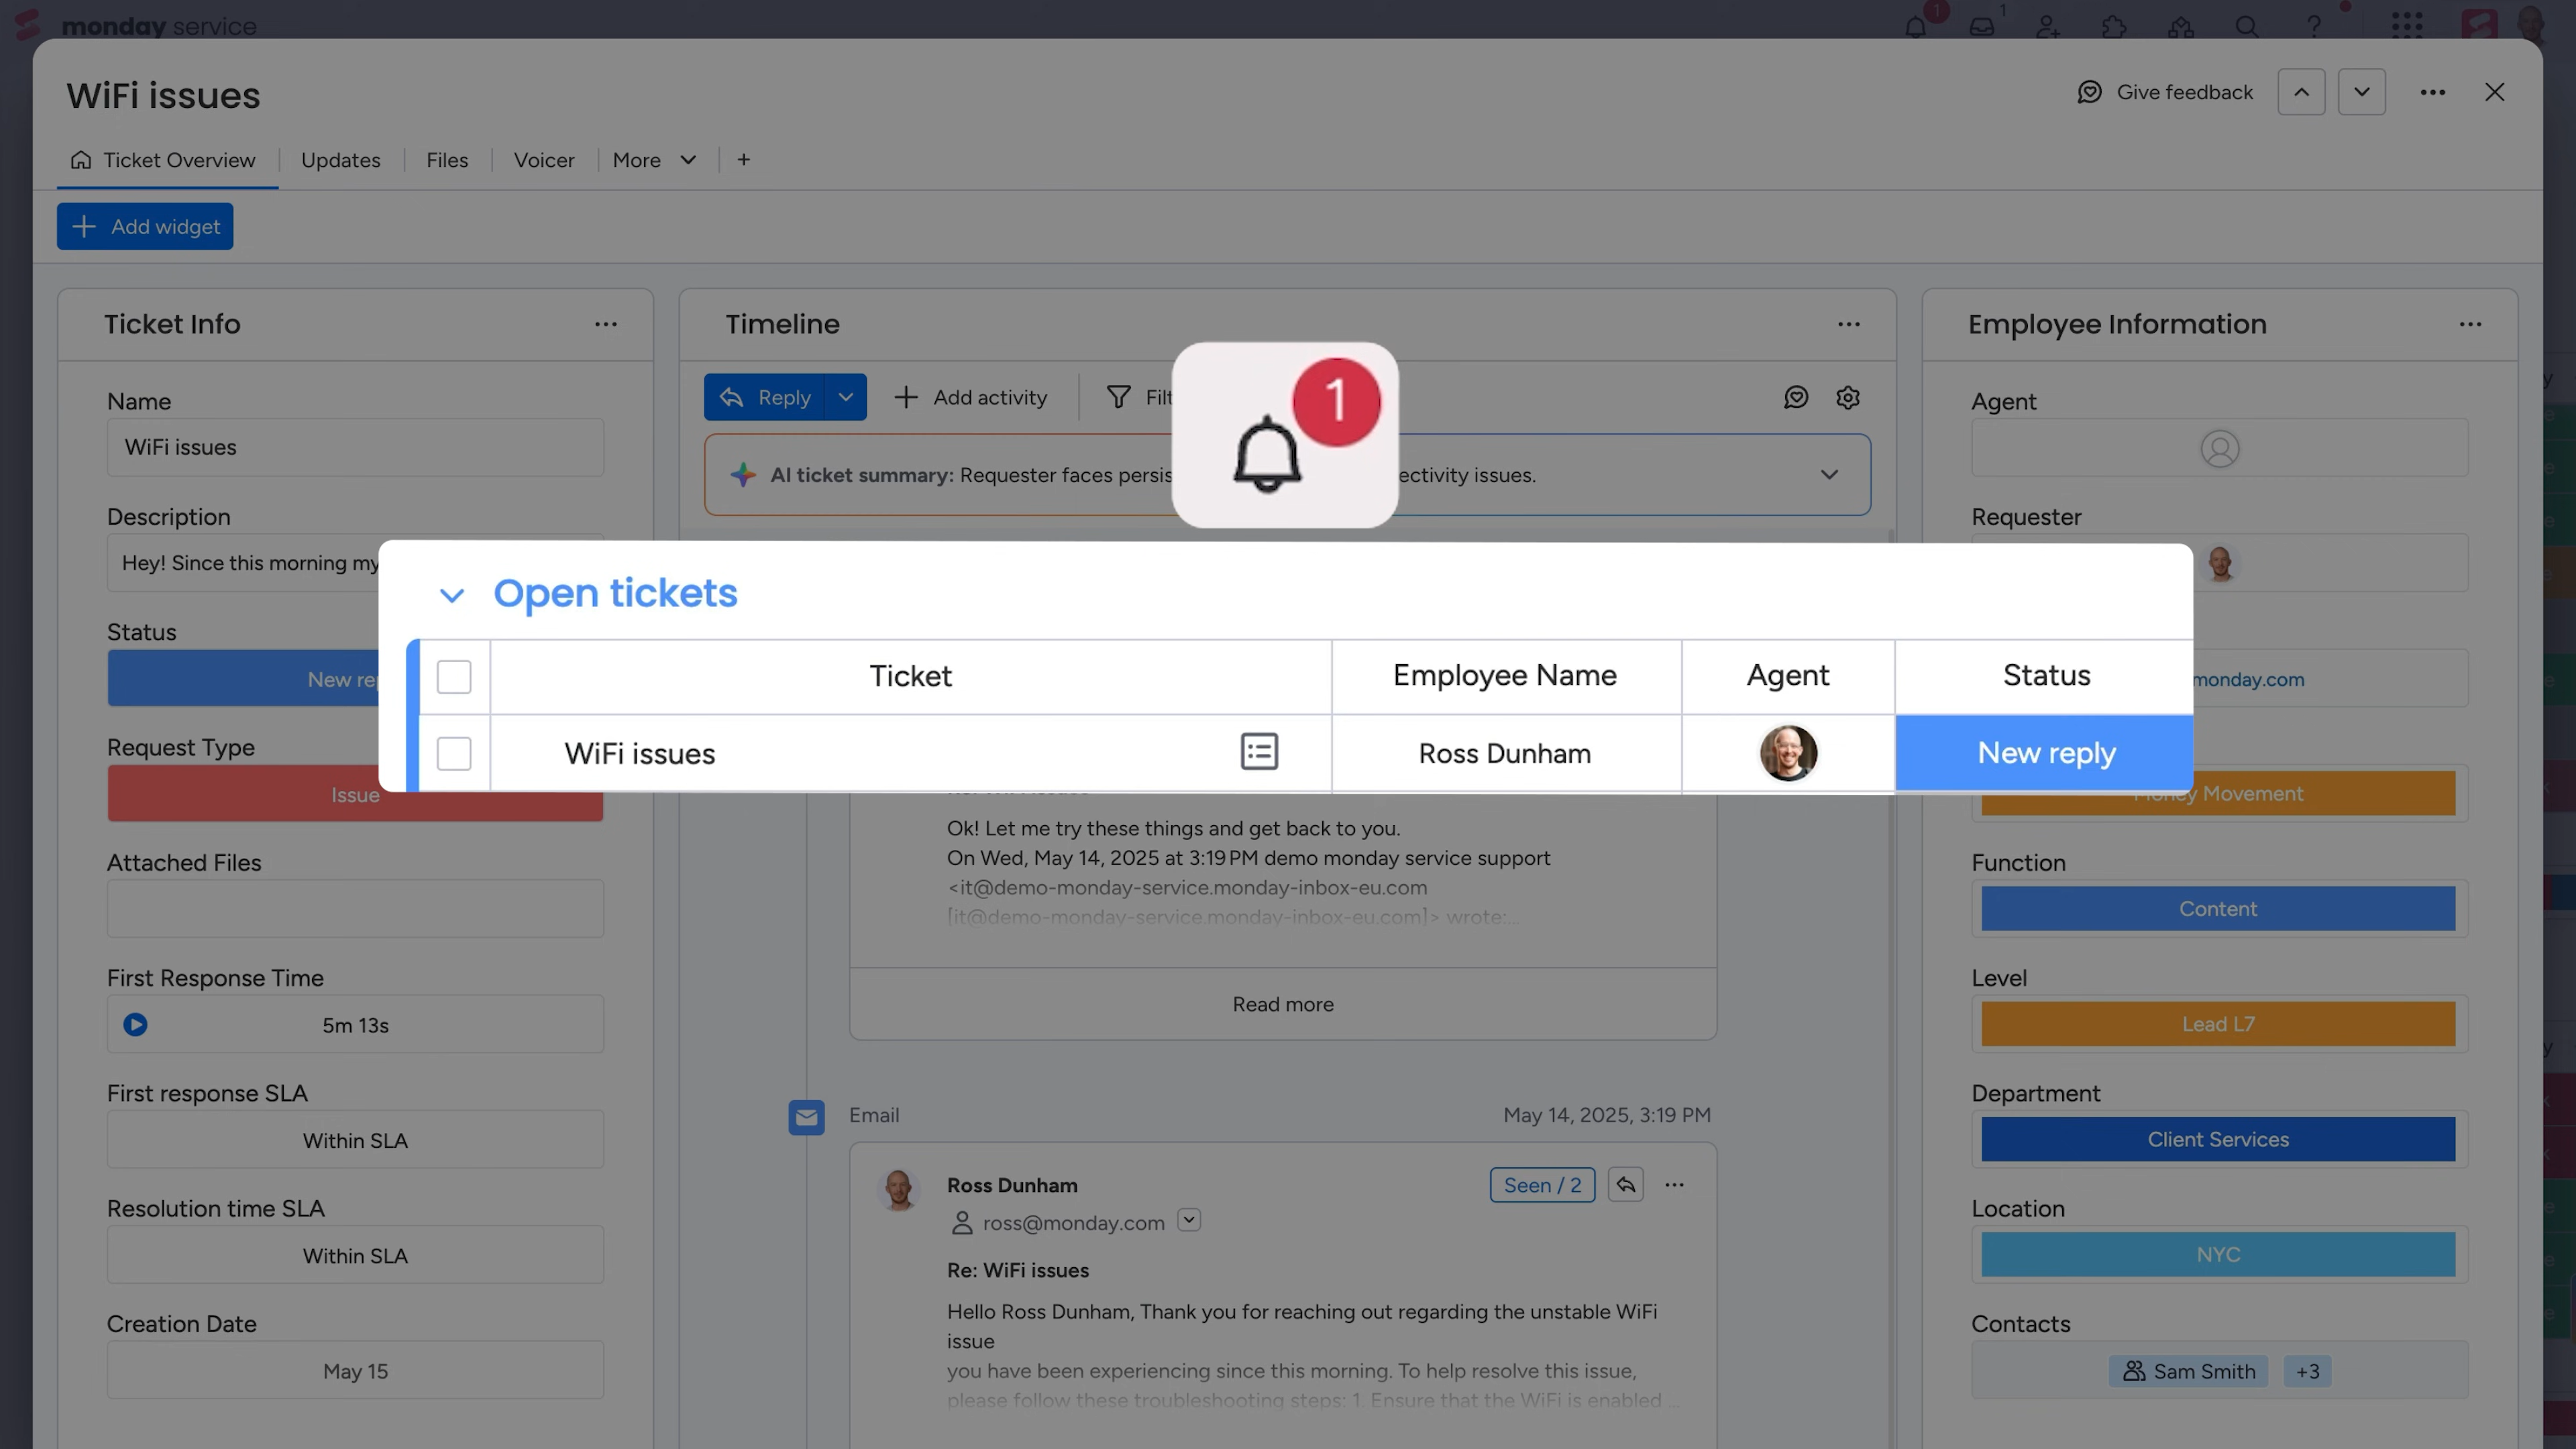 monday service
1
1
WiFi issues
Give feedback
Ticket Overview
Updates
Files
Voicer
More
+
Add widget
Ticket Info
Name
WiFi issues
Description
Hey! Since this morning my
Status
New
Request Type
Issue
Attached Files
First Response Time
5m 13s
First response SLA
Within SLA
Resolution time SLA
Within SLA
Creation Date
May 15
Timeline
Reply
Add activity
1
AI ticket summary: Requester faces issues.
Open tickets
Ticket Employee Name Agent Status
WiFi issues Ross Dunham New reply
Ok! Let me try these things and get back to you.
On Wed, May 14, 2025 at 3:19 PM demo monday service support
<it@demo-monday-service.monday-inbox-eu.com
[it@demo-monday-service.monday-inbox-eu.com]> wrote:...
Read more
Email May 14, 2025, 3:19 PM
Ross Dunham
Seen / 2
ross@monday.com
Re: WiFi issues
Hello Ross Dunham, Thank you for reaching out regarding the unstable WiFi
issue
you have been experiencing since this morning. To help resolve this issue,
please follow these troubleshooting steps: 1. Ensure that the WiFi is enabled ...
Employee Information
Agent
Requester
monday.com
Movement
Function
Content
Level
Lead L7
Department
Client Services
Location
NYC
Contacts
Sam Smith +3